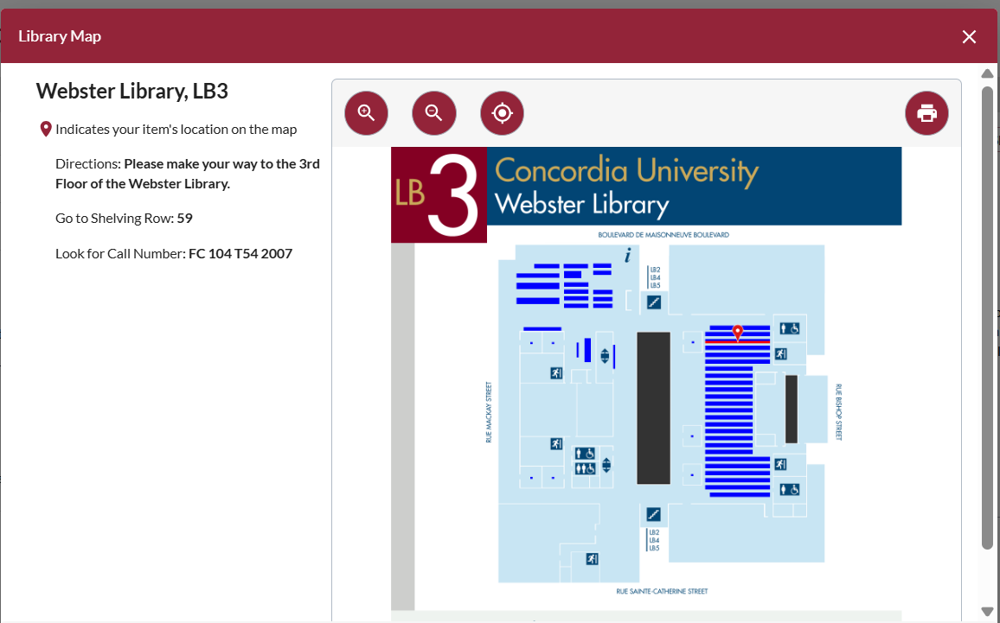 Library Map
Webster Library, LB3
Indicates your item's location on the map
Directions: Please make your way to the 3rd
Floor of the Webster Library.
Go to Shelving Row: 59
Look for Call Number: FC 104 T54 2007
LB3
Concordia University
Webster Library
BOULEVARD DE MAISONNEUVE BOULEVARD
i
LB2
LB4
LB5
RUE MACKAY STREET
RUE BISHOP STREET
LB2
LB4
LB5
RUE SAINTE-CATHERINE STREET